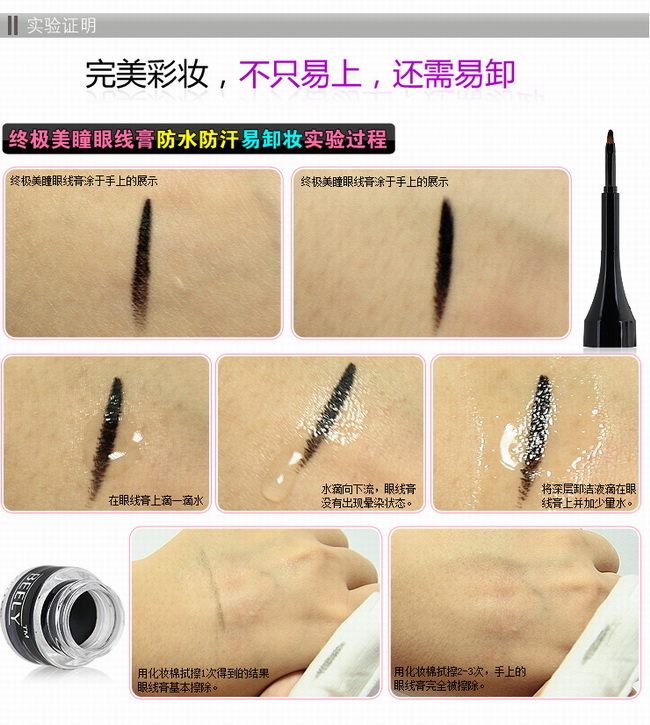 实验证明
完美彩妆，不只易上，还需易卸
终极美瞳眼线膏防水防汗易卸妆实验过程
终极美瞳眼线膏涂于手上的展示
终极美瞳眼线膏涂于手上的展示
在眼线膏上滴一滴水
水滴向下流，眼线膏
没有出现晕染状态。
将深层卸洁液滴在眼
线膏上并加少量水。
BEELY™
用化妆棉拭擦1次得到的结果
眼线膏基本擦除。
用化妆棉拭擦2-3次，手上的
眼线膏完全被擦除。